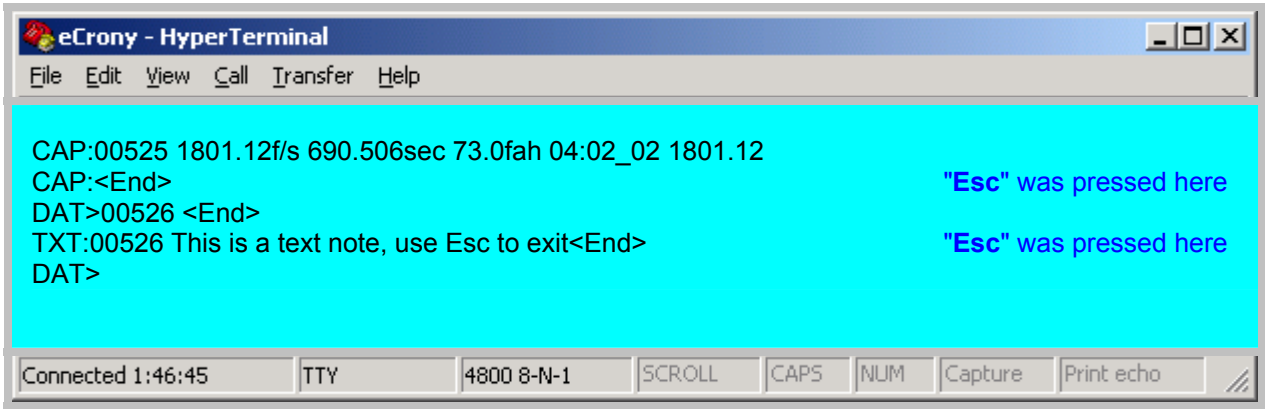 eCrony - HyperTerminal
File Edit View Call Transfer Help
CAP:00525 1801.12f/s 690.506sec 73.0fah 04:02_02 1801.12
CAP:<End> "Esc" was pressed here
DAT>00526 <End>
TXT:00526 This is a text note, use Esc to exit<End> "Esc" was pressed here
DAT>
Connected 1:46:45 TTY 4800 8-N-1 SCROLL CAPS NUM Capture Print echo